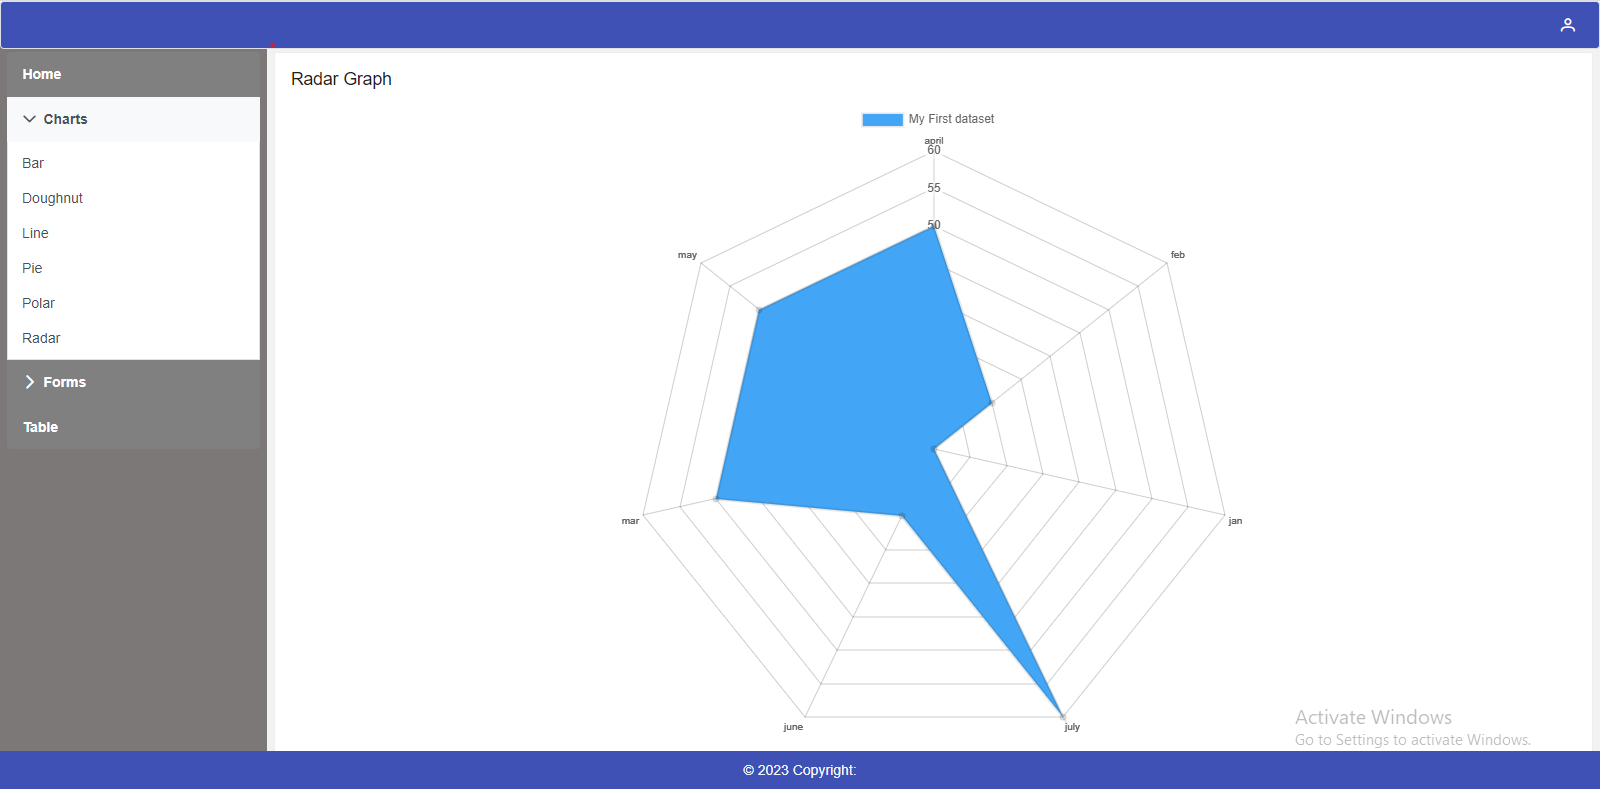 Home
Charts
Bar
Doughnut
Line
Pie
Polar
Radar
Forms
Table
Radar Graph
My First dataset
april
60
55
50
may
feb
mar
jan
june
july
Activate Windows
Go to Settings to activate Windows.
© 2023 Copyright: